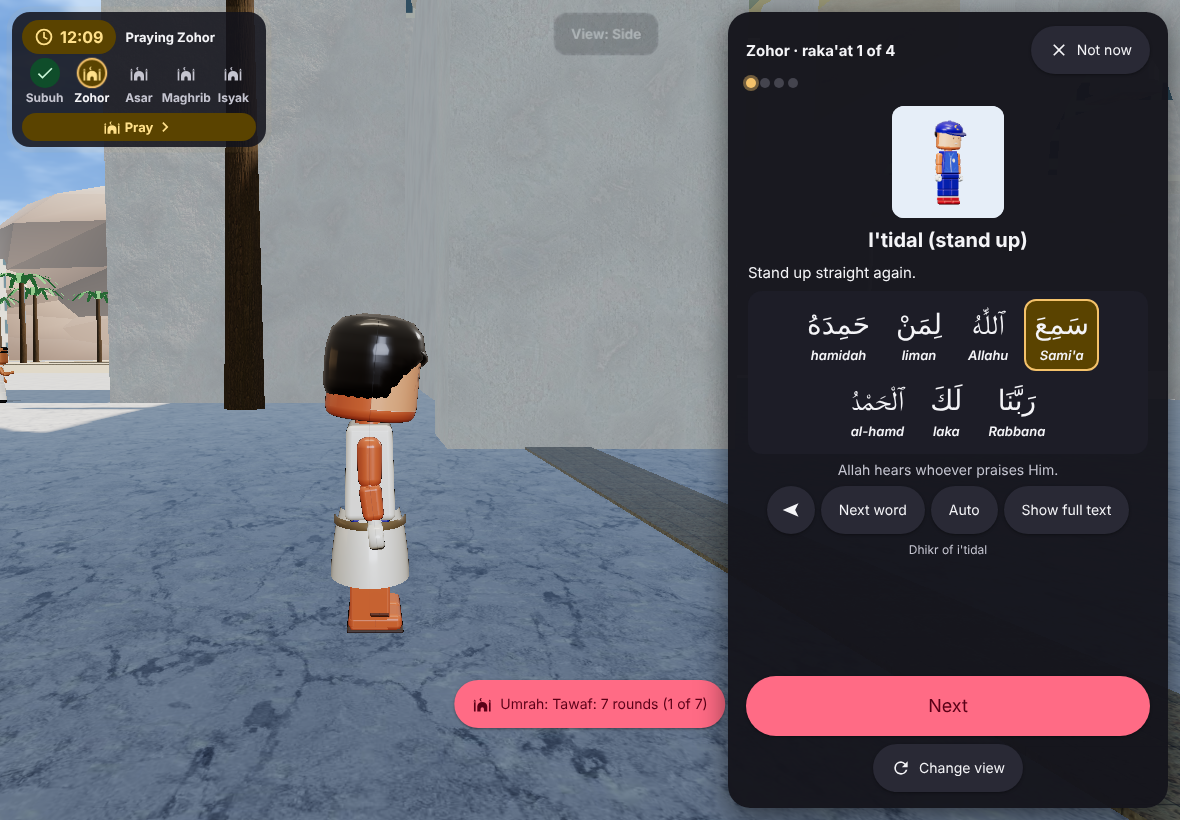 12:09 Praying Zohor
Subuh Zohor Asar Maghrib Isyak
Pray
View: Side
Zohor · raka'at 1 of 4
Not now
I'tidal (stand up)
Stand up straight again.
سَمِعَ ٱللَّهُ لِمَنْ حَمِدَهُ
Sami'a Allahu liman hamidah
رَبَّنَا لَكَ ٱلْحَمْدُ
Rabbana laka al-hamd
Allah hears whoever praises Him.
Next word Auto Show full text
Dhikr of i'tidal
Umrah: Tawaf: 7 rounds (1 of 7)
Next
Change view